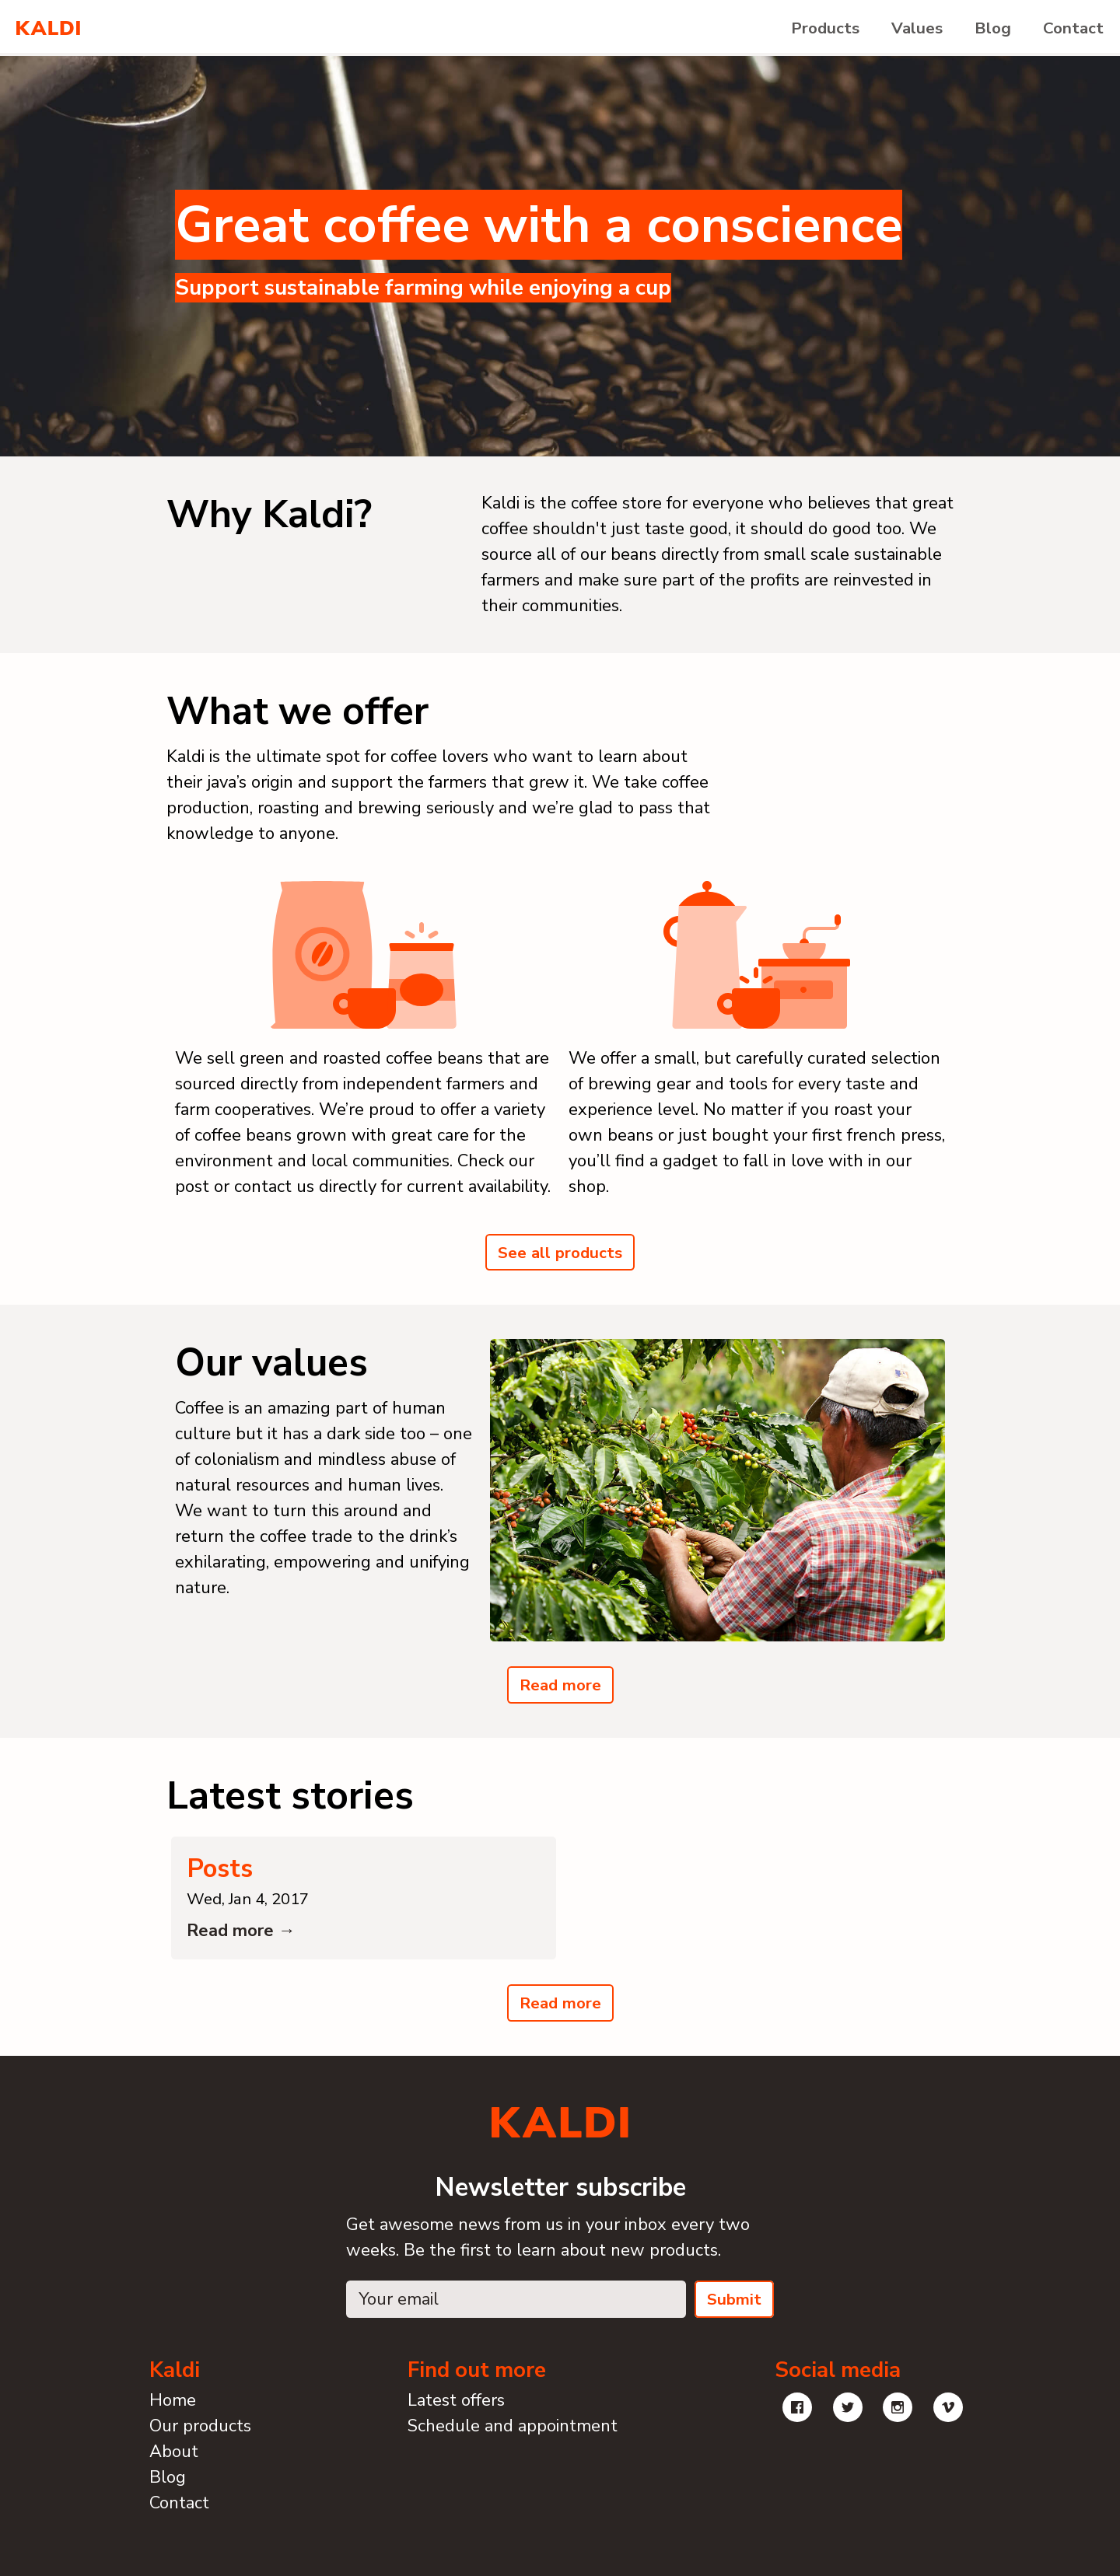 KALDI
Products Values Blog Contact
Great coffee with a conscience
Support sustainable farming while enjoying a cup
Why Kaldi?
Kaldi is the coffee store for everyone who believes that great
coffee shouldn't just taste good, it should do good too. We
source all of our beans directly from small scale sustainable
farmers and make sure part of the profits are reinvested in
their communities.
What we offer
Kaldi is the ultimate spot for coffee lovers who want to learn about
their java’s origin and support the farmers that grew it. We take coffee
production, roasting and brewing seriously and we’re glad to pass that
knowledge to anyone.
We sell green and roasted coffee beans that are
sourced directly from independent farmers and
farm cooperatives. We’re proud to offer a variety
of coffee beans grown with great care for the
environment and local communities. Check our
post or contact us directly for current availability.
We offer a small, but carefully curated selection
of brewing gear and tools for every taste and
experience level. No matter if you roast your
own beans or just bought your first french press,
you’ll find a gadget to fall in love with in our
shop.
See all products
Our values
Coffee is an amazing part of human
culture but it has a dark side too – one
of colonialism and mindless abuse of
natural resources and human lives.
We want to turn this around and
return the coffee trade to the drink’s
exhilarating, empowering and unifying
nature.
Read more
Latest stories
Posts
Wed, Jan 4, 2017
Read more →
Read more
KALDI
Newsletter subscribe
Get awesome news from us in your inbox every two
weeks. Be the first to learn about new products.
Your email
Submit
Kaldi
Home
Our products
About
Blog
Contact
Find out more
Latest offers
Schedule and appointment
Social media